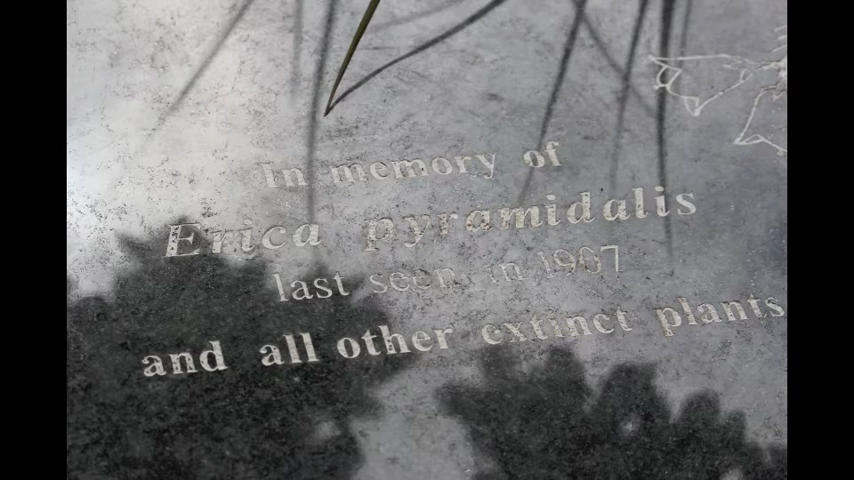 In memory of
Erica pyramidalis
last seen in 1907
and all other extinct plants